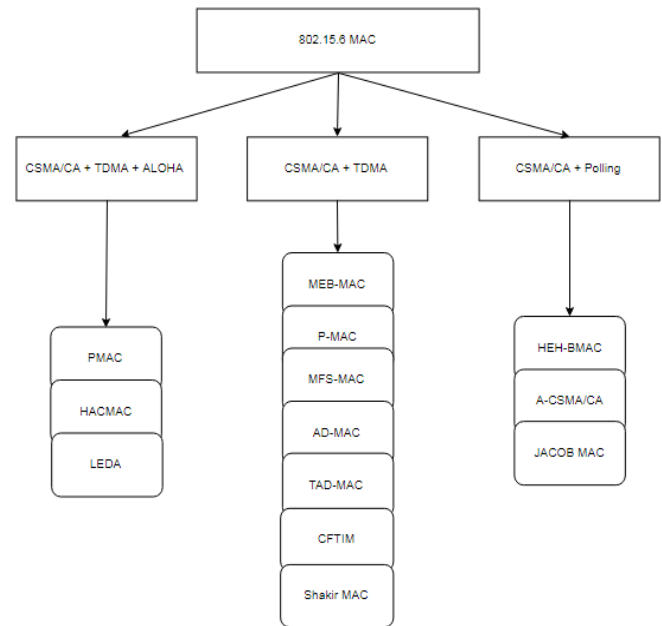 802.15.6 MAC
CSMA/CA + TDMA + ALOHA
CSMA/CA + TDMA
CSMA/CA + Polling
PMAC
HACMAC
LEDA
MEB-MAC
P-MAC
MFS-MAC
AD-MAC
TAD-MAC
CFTIM
Shakir MAC
HEH-BMAC
A-CSMA/CA
JACOB MAC